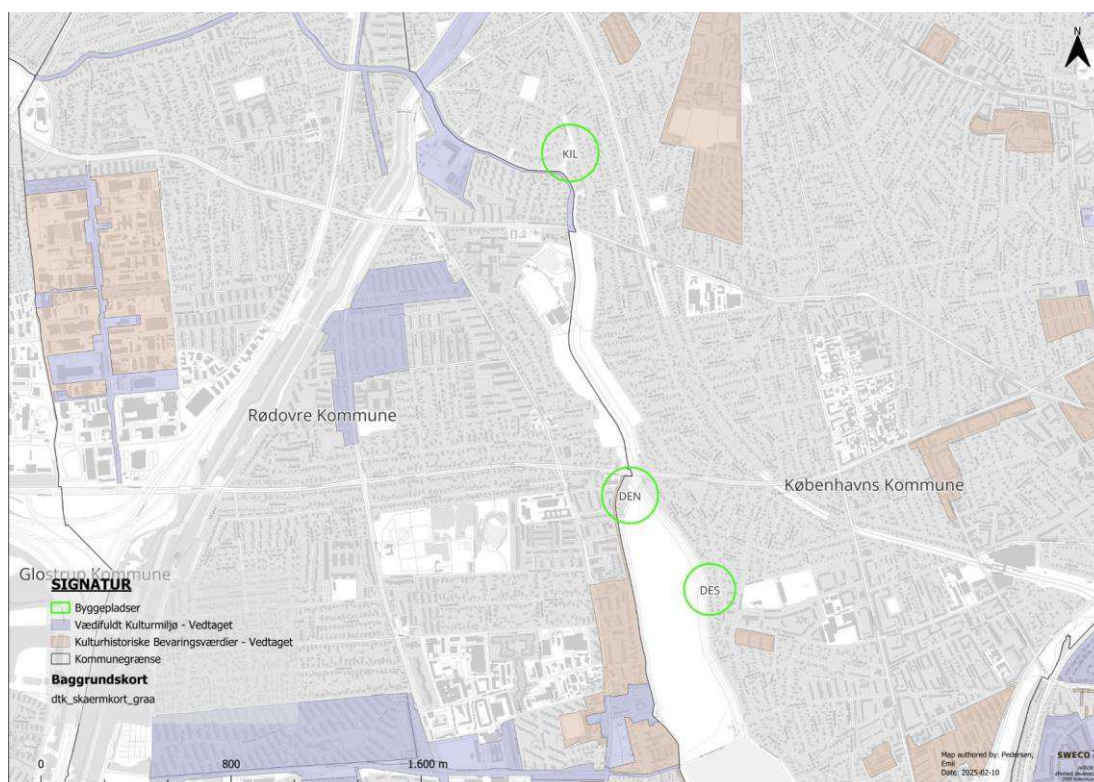 N
KIL
Rødovre Kommune
Københavns Kommune
DEN
DES
Glostrup Kommune
SIGNATUR
Byggepladser
Vædifuldt Kulturmiljø - Vedtaget
Kulturhistoriske Bevaringsværdier - Vedtaget
Kommunegrænse
Baggrundskort
dtk_skaermkort_graa
0
800
1.600 m
Map authored by: Pedersen,
Emil
Date: 2025-02-10
SWECO